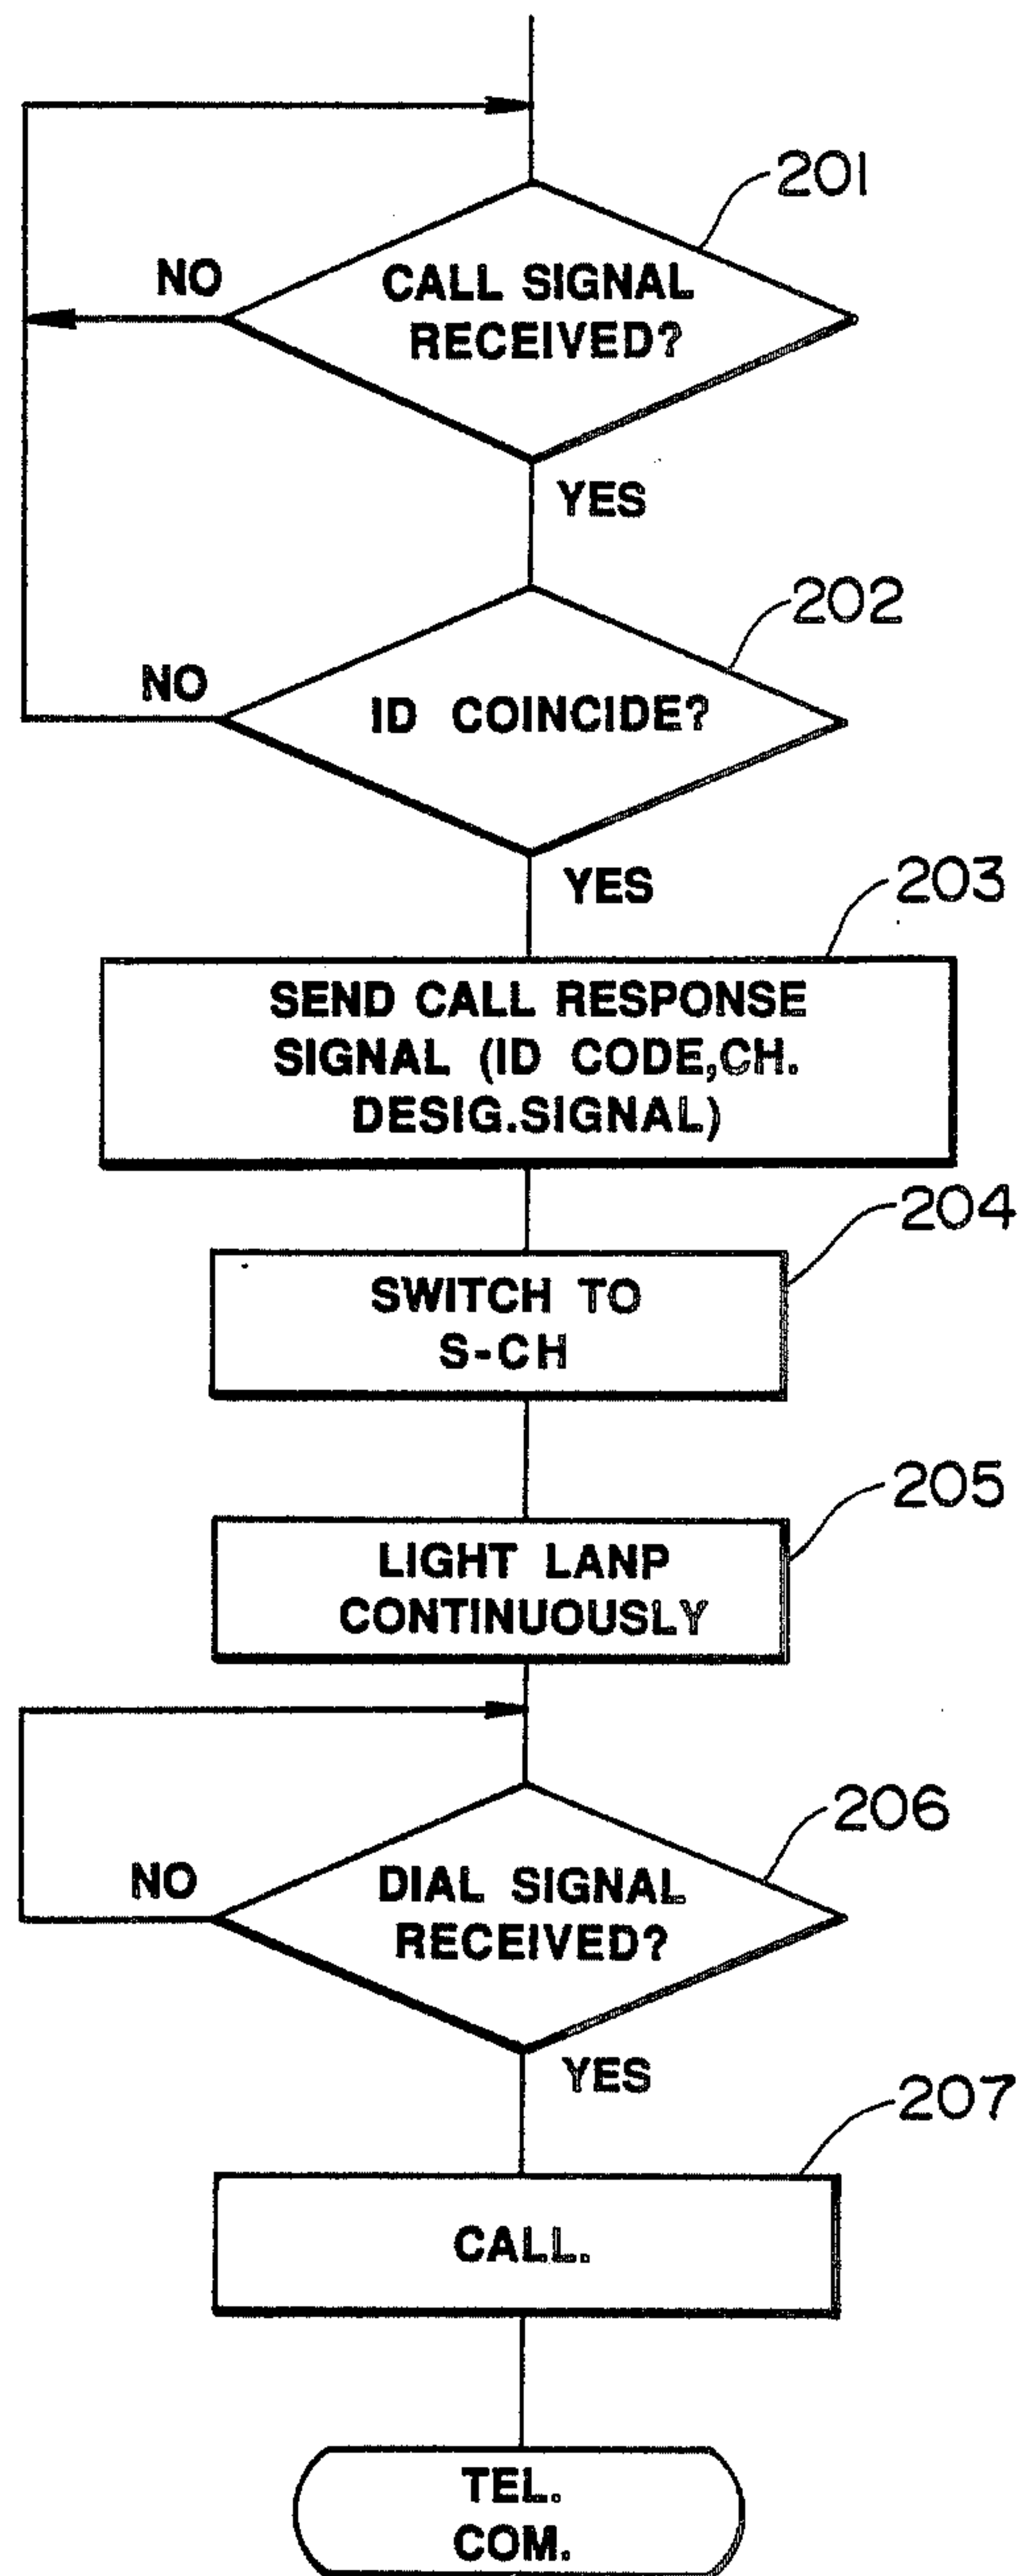 201
NO
CALL SIGNAL
RECEIVED?
YES
202
NO
ID COINCIDE?
YES
203
SEND CALL RESPONSE
SIGNAL (ID CODE,CH.
DESIG.SIGNAL)
204
SWITCH TO
S-CH
205
LIGHT LANP
CONTINUOUSLY
206
NO
DIAL SIGNAL
RECEIVED?
YES
207
CALL.
TEL.
COM.